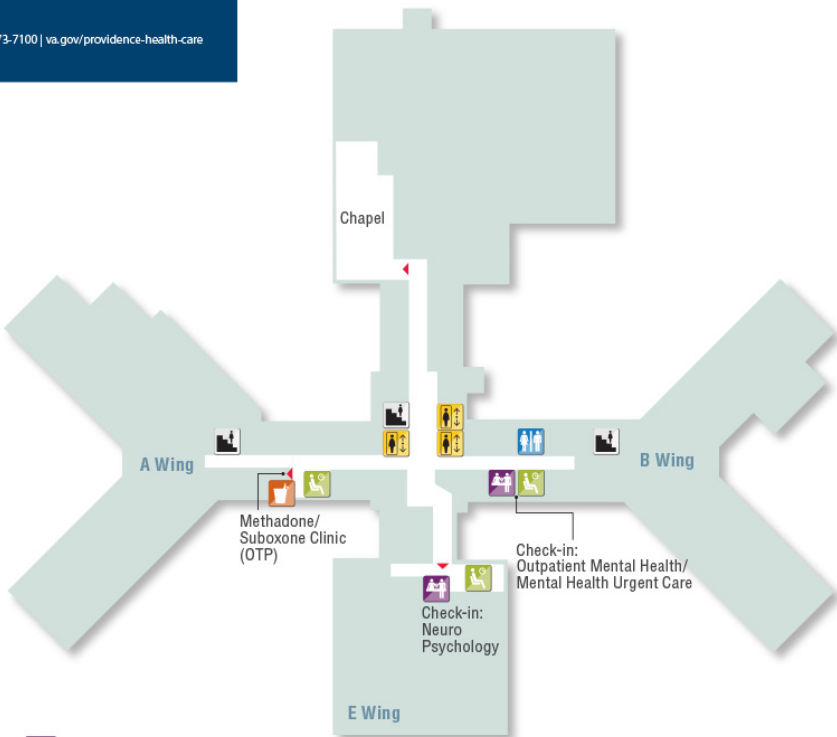 73-7100 | va.gov/providence-health-care
Chapel
A Wing
B Wing
Methadone/
Suboxone Clinic
(OTP)
Check-in:
Outpatient Mental Health/
Mental Health Urgent Care
Check-in:
Neuro
Psychology
E Wing